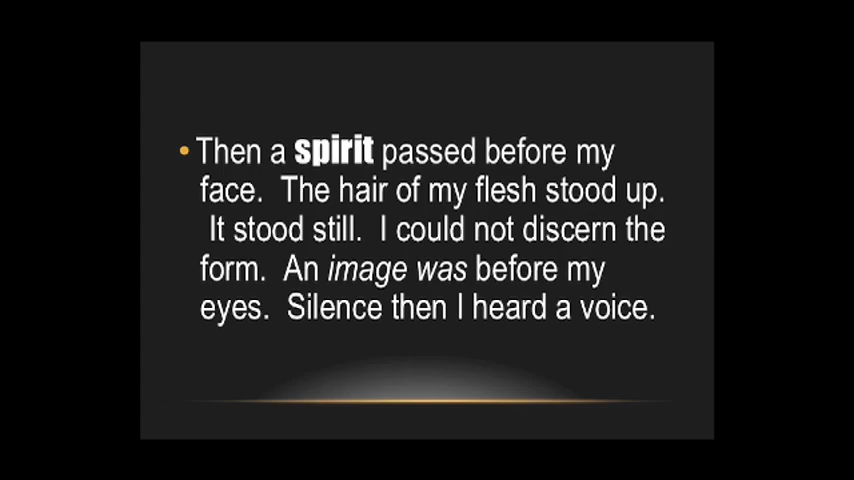 • Then a spirit passed before my
face. The hair of my flesh stood up.
It stood still. I could not discern the
form. An image was before my
eyes. Silence then I heard a voice.